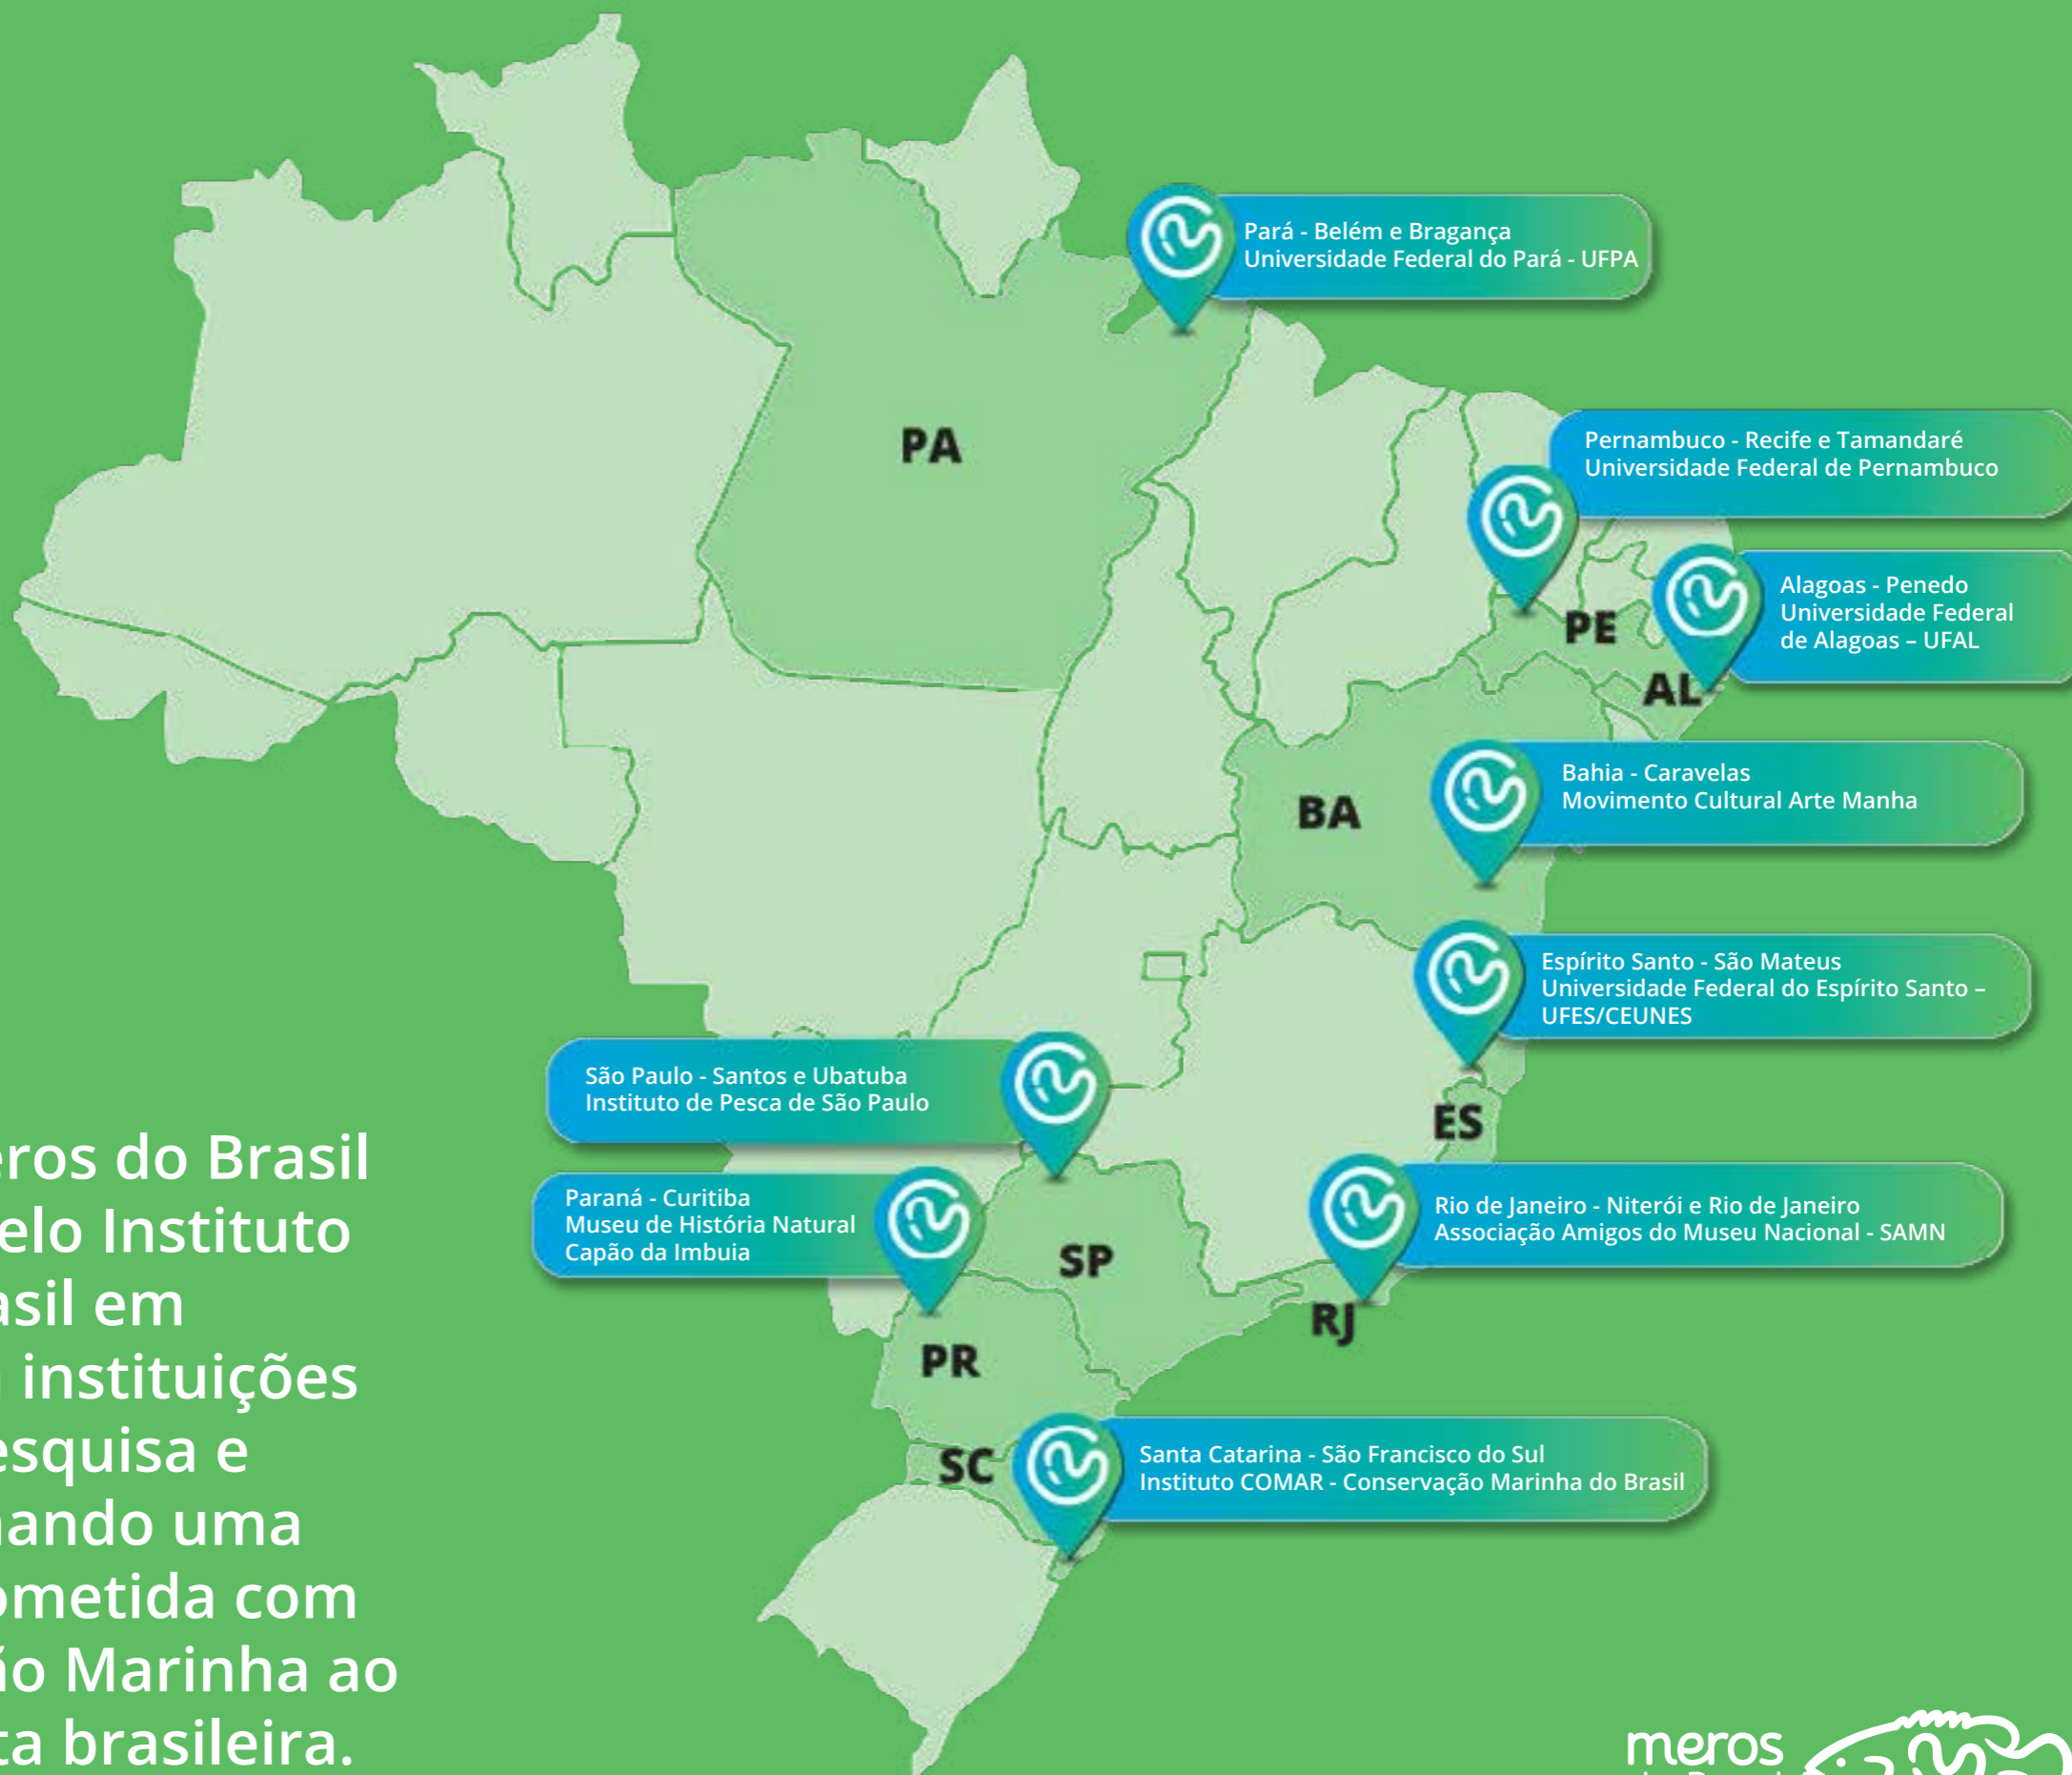 Pará - Belém e Bragança
Universidade Federal do Pará - UFPA
PA
Pernambuco - Recife e Tamandaré
Universidade Federal de Pernambuco
PE
Alagoas - Penedo
Universidade Federal
de Alagoas – UFAL
AL
Bahia - Caravelas
Movimento Cultural Arte Manha
BA
Espírito Santo - São Mateus
Universidade Federal do Espírito Santo –
UFES/CEUNES
ES
São Paulo - Santos e Ubatuba
Instituto de Pesca de São Paulo
SP
Paraná - Curitiba
Museu de História Natural
Capão da Imbuia
PR
Rio de Janeiro - Niterói e Rio de Janeiro
Associação Amigos do Museu Nacional - SAMN
RJ
Santa Catarina - São Francisco do Sul
Instituto COMAR - Conservação Marinha do Brasil
SC
eros do Brasil
elo Instituto
asil em
instituições
esquisa e
ando uma
ometida com
ão Marinha ao
ta brasileira.
meros